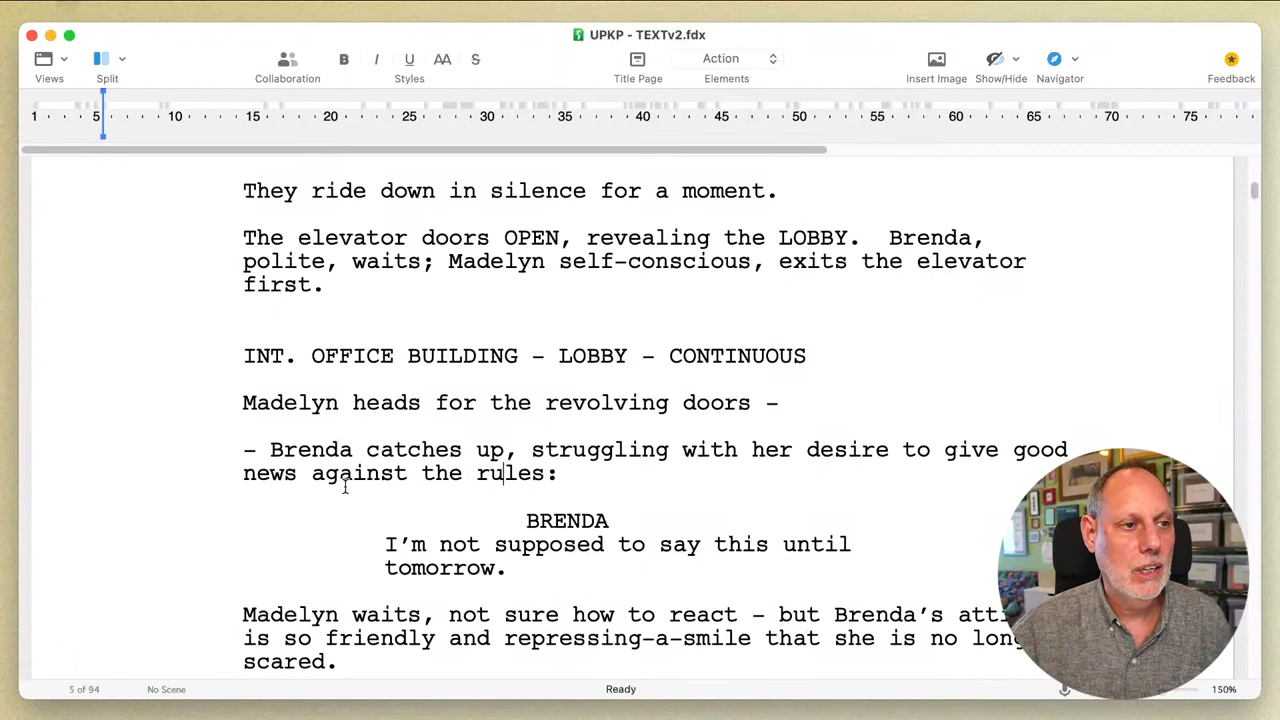 UPKP - TEXTv2.fdx
Views Split Collaboration B I U AA S Styles Title Page Action Elements Insert Image Show/Hide Navigator Feedback
1 5 10 15 20 25 30 35 40 45 50 55 60 65 70 75
They ride down in silence for a moment.
The elevator doors OPEN, revealing the LOBBY. Brenda,
polite, waits; Madelyn self-conscious, exits the elevator
first.
INT. OFFICE BUILDING - LOBBY - CONTINUOUS
Madelyn heads for the revolving doors -
- Brenda catches up, struggling with her desire to give good
news against the rules:
BRENDA
I'm not supposed to say this until
tomorrow.
Madelyn waits, not sure how to react - but Brenda's
is so friendly and repressing-a-smile that she is no
scared.
5 of 94 No Scene Ready 150%